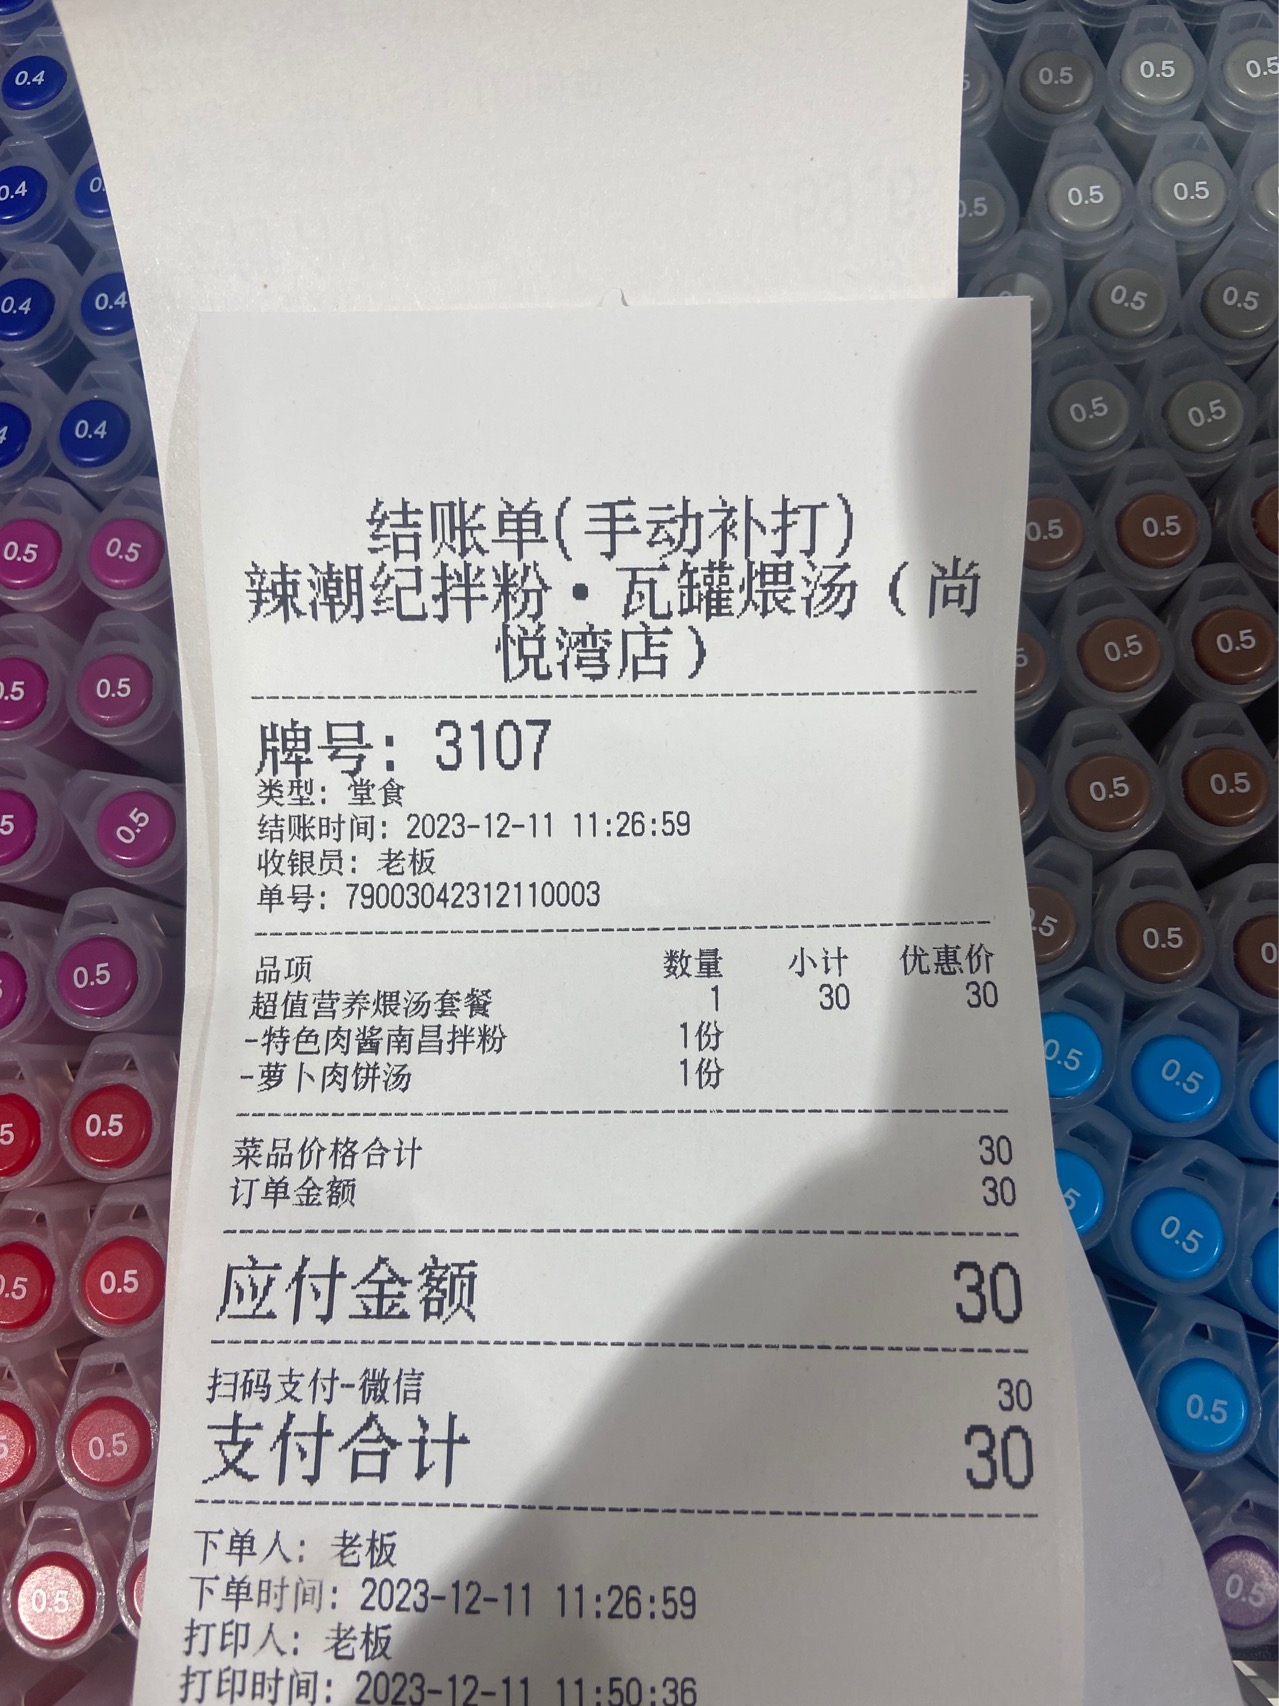 结账单(手动补打)
辣潮纪拌粉·瓦罐煨汤(尚
悦湾店)
牌号: 3107
类型: 堂食
结账时间: 2023-12-11 11:26:59
收银员: 老板
单号: 79003042312110003
品项 数量 小计 优惠价
超值营养煨汤套餐 1 30 30
-特色肉酱南昌拌粉 1份
-萝卜肉饼汤 1份
菜品价格合计 30
订单金额 30
应付金额 30
扫码支付-微信 30
支付合计 30
下单人: 老板
下单时间: 2023-12-11 11:26:59
打印人: 老板
打印时间: 2023-12-11 11:50:36